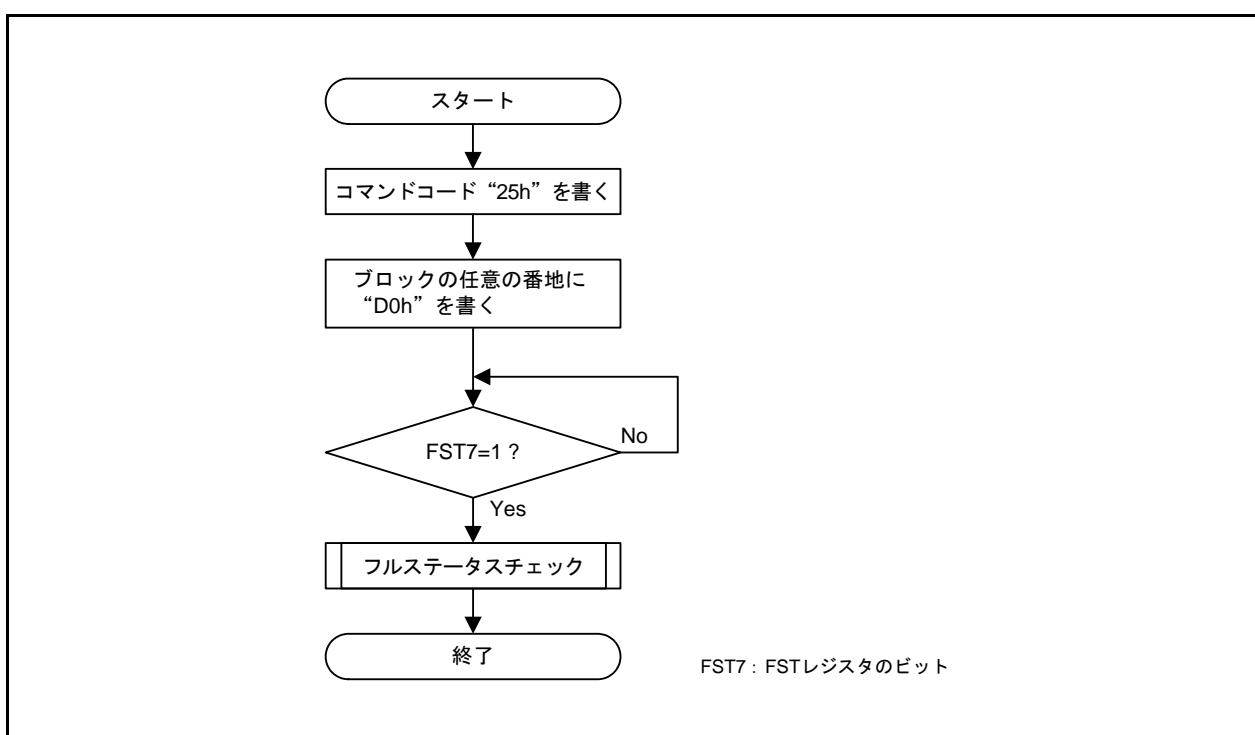 スタート
コマンドコード“25h”を書く
ブロックの任意の番地に
“D0h”を書く
FST7=1 ?
No
Yes
フルステータスチェック
終了
FST7 : FSTレジスタのビット